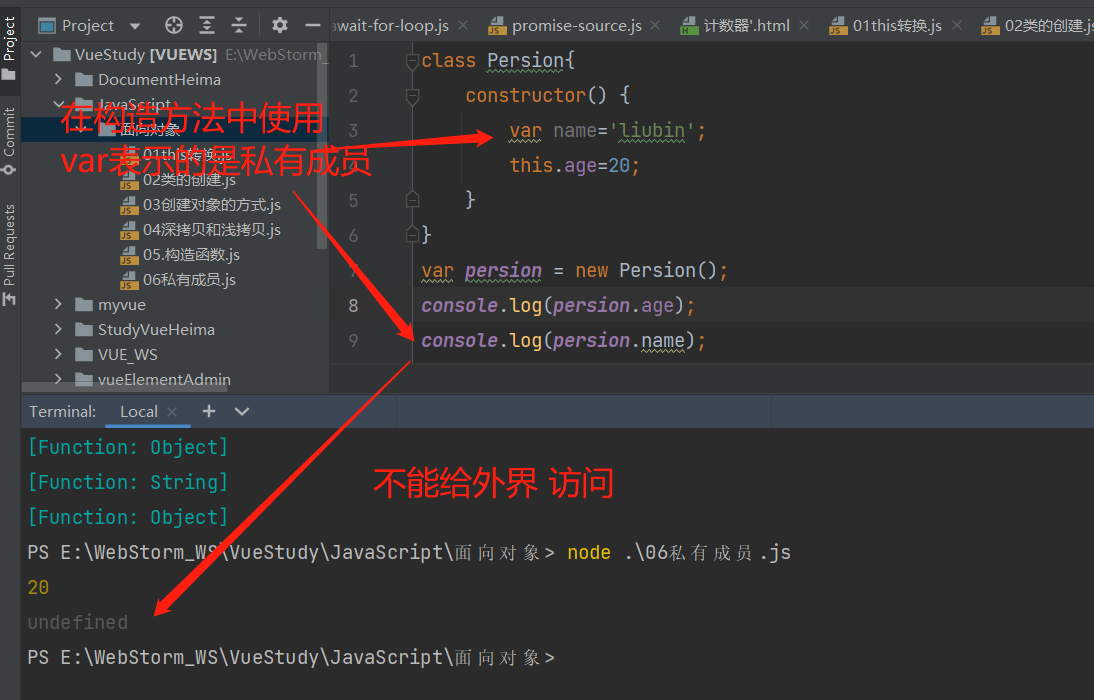 Project
await-for-loop.js
promise-source.js
计数器'.html
01this转换.js
02类的创建.js
Project
Commit
Pull Requests
VueStudy [VUEWS] E:\WebStorm_
DocumentHeima
JavaScript
面向对象
01this转换.js
02类的创建.js
03创建对象的方式.js
04深拷贝和浅拷贝.js
05.构造函数.js
06私有成员.js
myvue
StudyVueHeima
VUE_WS
vueElementAdmin
在构造方法中使用
var表示的是私有成员
1 class Persion{
2 constructor() {
3 var name='liubin';
this.age=20;
5 }
6 }
7 var persion = new Persion();
8 console.log(persion.age);
9 console.log(persion.name);
Terminal: Local
[Function: Object]
[Function: String]
[Function: Object]
不能给外界 访问
PS E:\WebStorm_WS\VueStudy\JavaScript\面向对象> node .\06私有成员.js
20
undefined
PS E:\WebStorm_WS\VueStudy\JavaScript\面向对象>